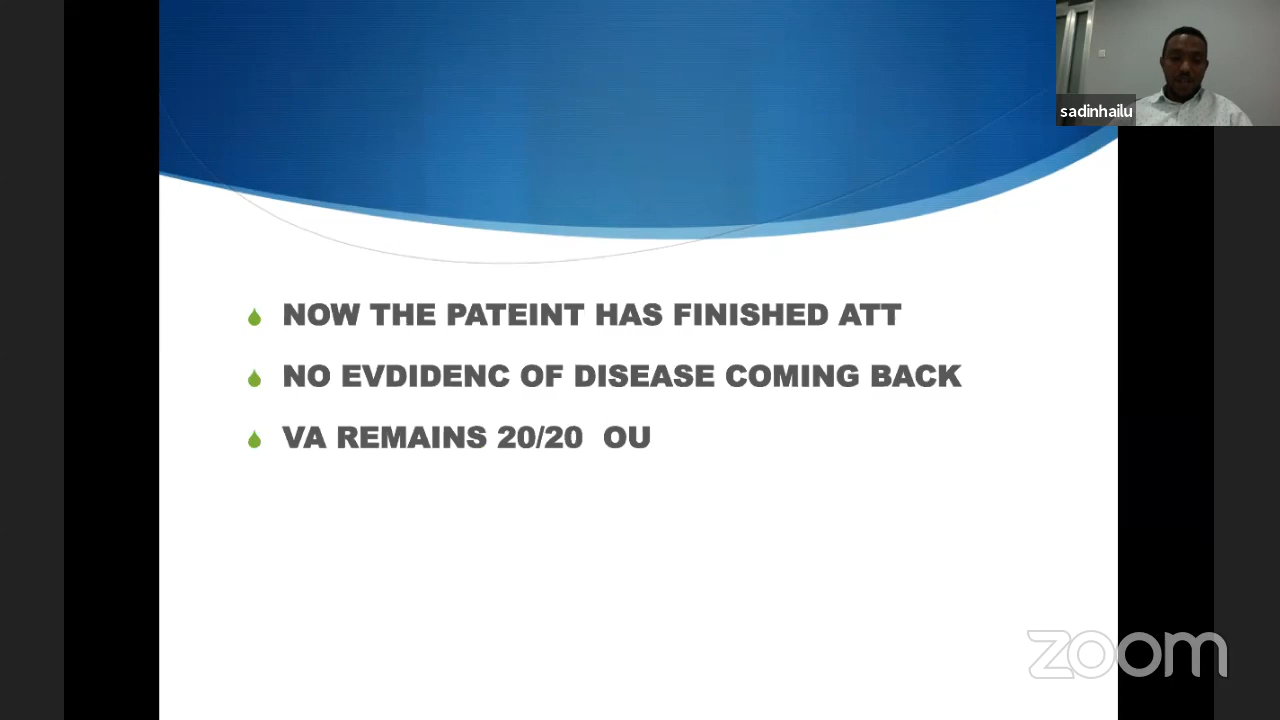 sadinhailu
NOW THE PATEINT HAS FINISHED ATT
NO EVDIDENC OF DISEASE COMING BACK
VA REMAINS 20/20 OU
zoom